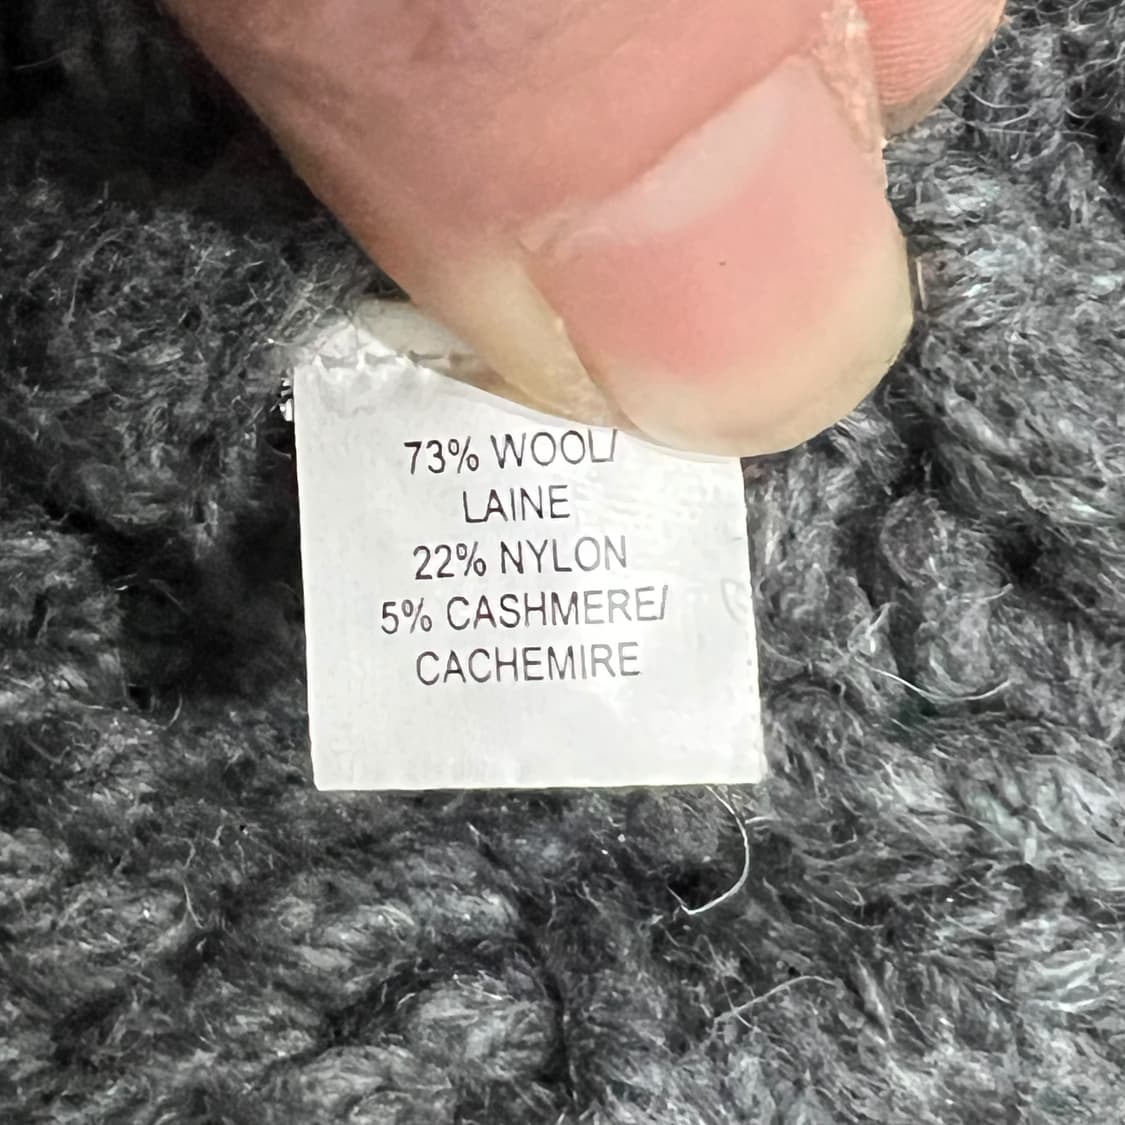 73% WOOL/
LAINE
22% NYLON
5% CASHMERE/
CACHEMIRE